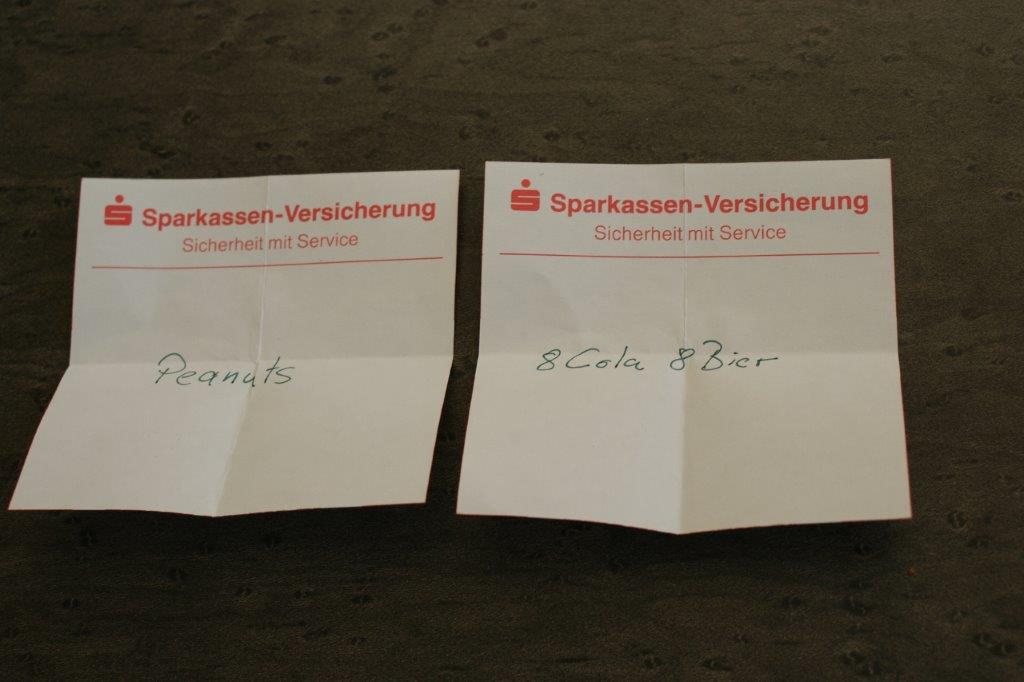 Sparkassen-Versicherung
Sicherheit mit Service
Peanuts
Sparkassen-Versicherung
Sicherheit mit Service
8 Cola 8 Bier